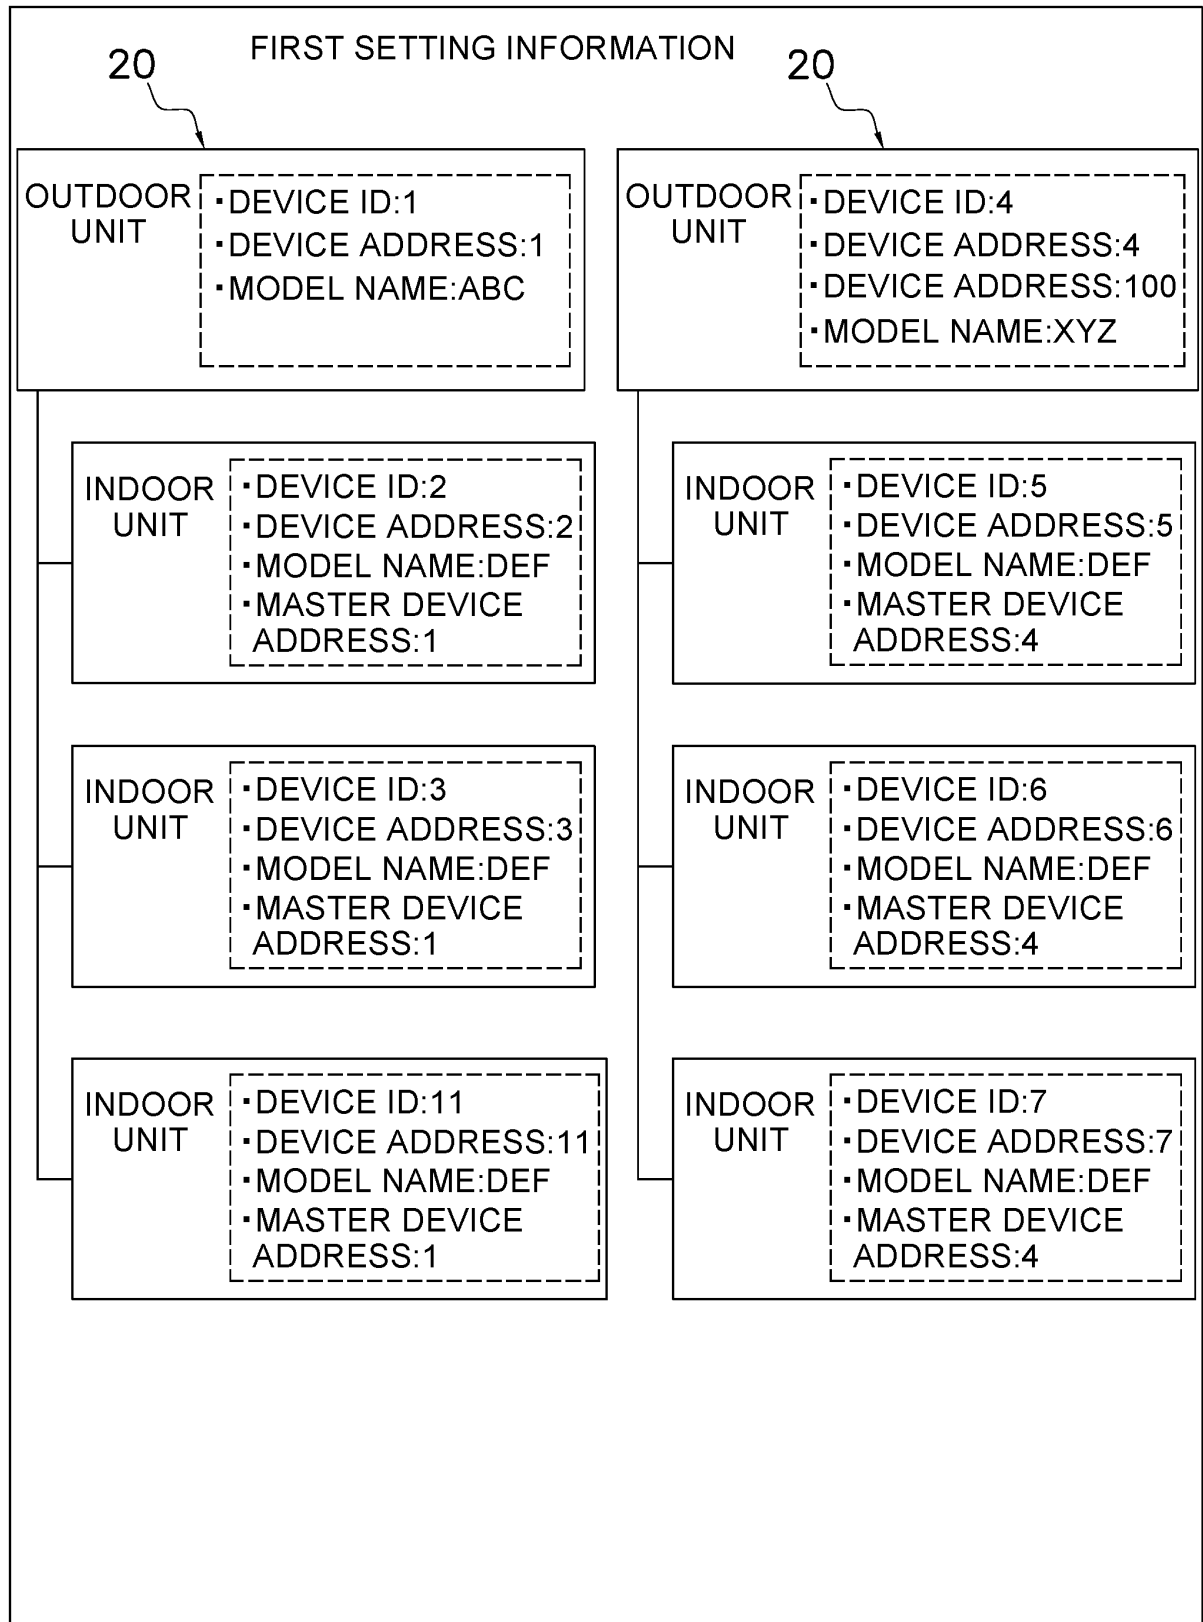 FIRST SETTING INFORMATION
20
20
OUTDOOR
UNIT
·DEVICE ID:1
·DEVICE ADDRESS:1
·MODEL NAME:ABC
INDOOR
UNIT
·DEVICE ID:2
·DEVICE ADDRESS:2
·MODEL NAME:DEF
·MASTER DEVICE
ADDRESS:1
INDOOR
UNIT
·DEVICE ID:3
·DEVICE ADDRESS:3
·MODEL NAME:DEF
·MASTER DEVICE
ADDRESS:1
INDOOR
UNIT
·DEVICE ID:11
·DEVICE ADDRESS:11
·MODEL NAME:DEF
·MASTER DEVICE
ADDRESS:1
OUTDOOR
UNIT
·DEVICE ID:4
·DEVICE ADDRESS:4
·DEVICE ADDRESS:100
·MODEL NAME:XYZ
INDOOR
UNIT
·DEVICE ID:5
·DEVICE ADDRESS:5
·MODEL NAME:DEF
·MASTER DEVICE
ADDRESS:4
INDOOR
UNIT
·DEVICE ID:6
·DEVICE ADDRESS:6
·MODEL NAME:DEF
·MASTER DEVICE
ADDRESS:4
INDOOR
UNIT
·DEVICE ID:7
·DEVICE ADDRESS:7
·MODEL NAME:DEF
·MASTER DEVICE
ADDRESS:4